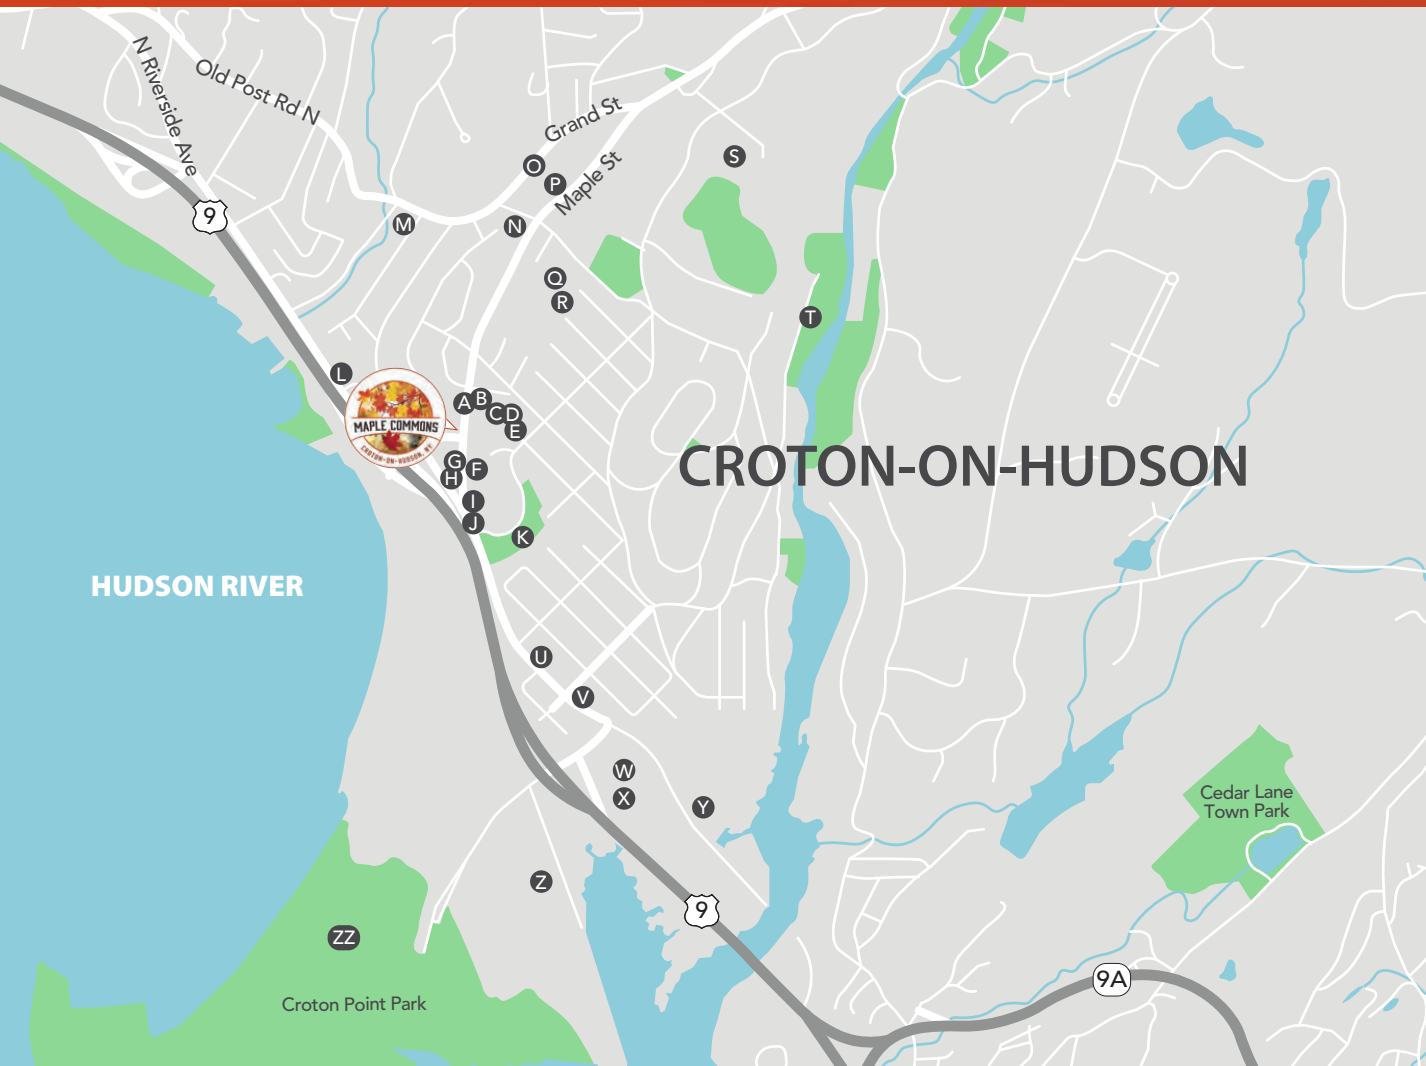 N Riverside Ave
Old Post Rd N
Grand St
Maple St
O
P
S
9
M
N
Q
R
T
L
MAPLE COMMONS
CROTON-ON-HUDSON, NY
A
B
C
D
E
G
F
H
I
J
K
CROTON-ON-HUDSON
HUDSON RIVER
U
V
W
X
Y
Cedar Lane
Town Park
Z
9
ZZ
9A
Croton Point Park